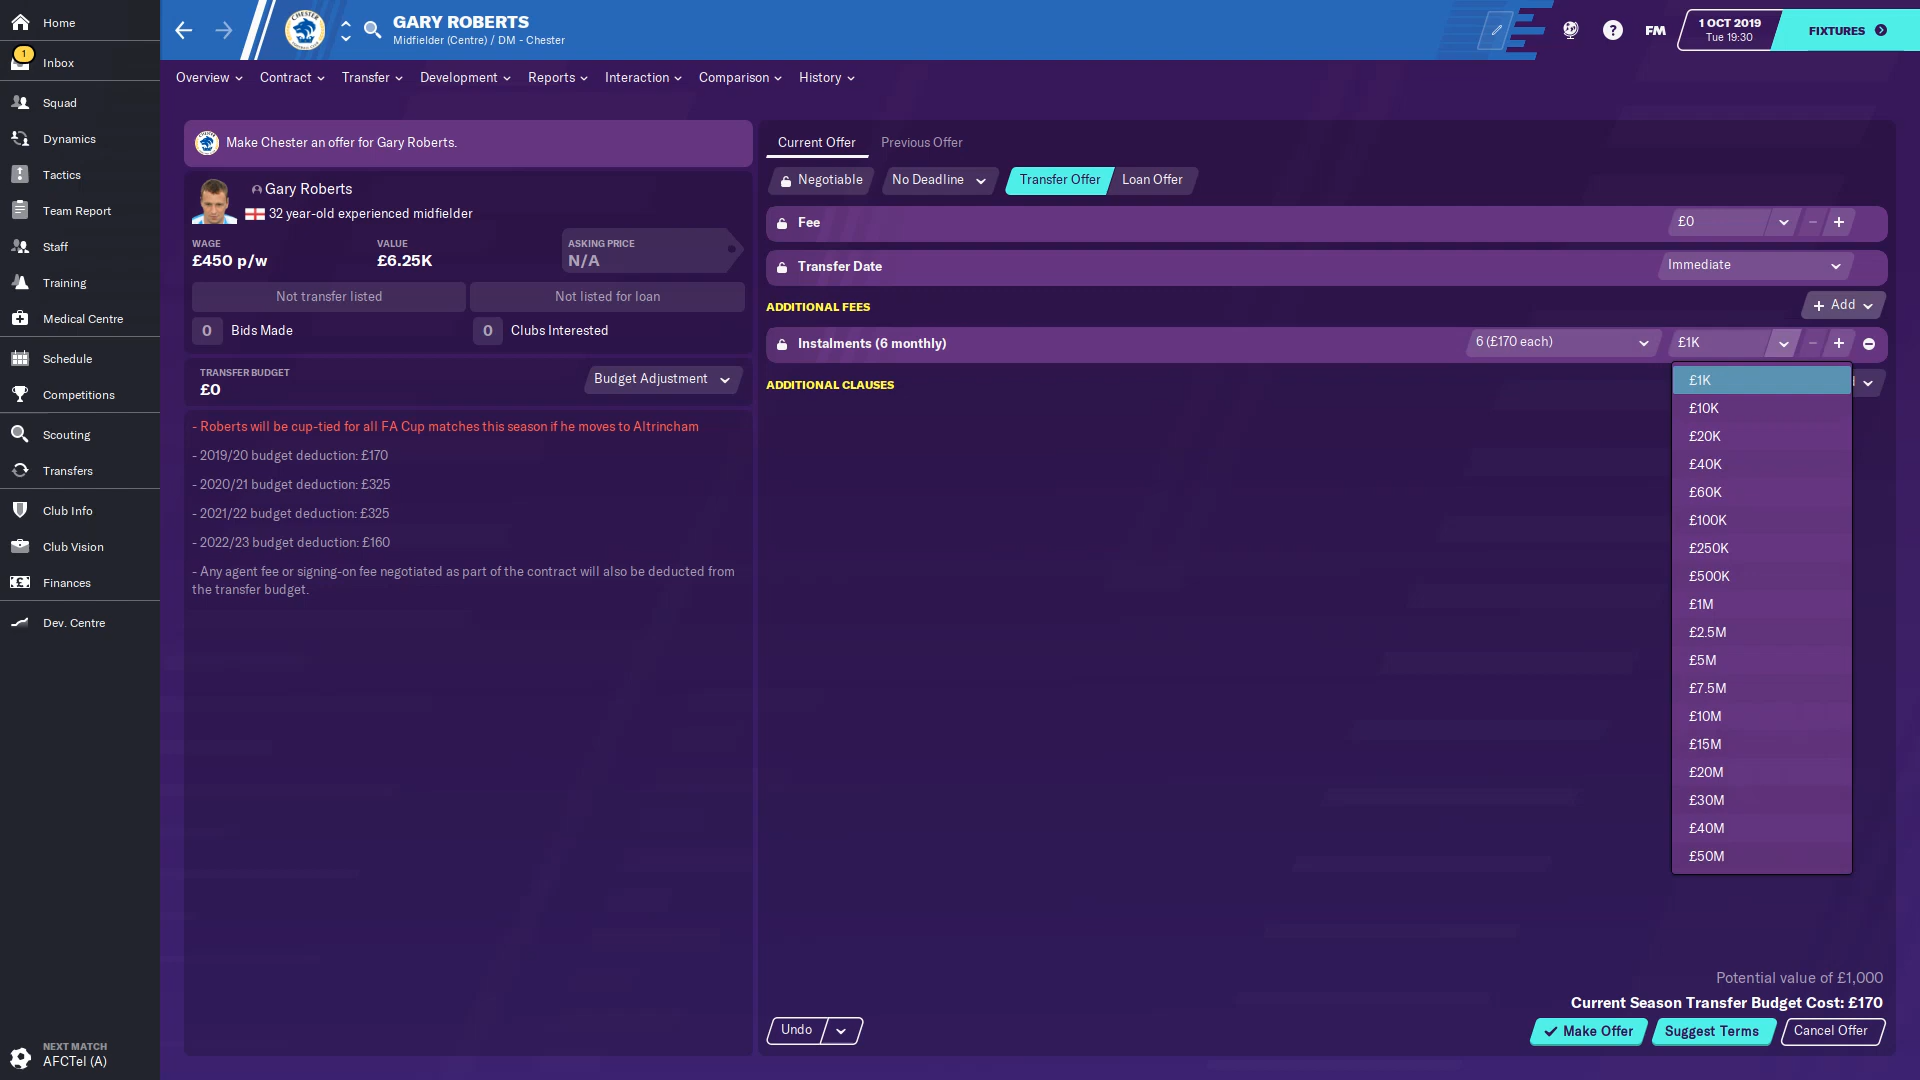 Home
1
Inbox
Squad
Dynamics
Tactics
Team Report
Staff
Training
Medical Centre
Schedule
Competitions
Scouting
Transfers
Club Info
Club Vision
Finances
Dev. Centre
NEXT MATCH
AFCTel (A)
GARY ROBERTS
Midfielder (Centre) / DM - Chester
FM
1 OCT 2019
Tue 19:30
FIXTURES
Overview
Contract
Transfer
Development
Reports
Interaction
Comparison
History
Make Chester an offer for Gary Roberts.
Gary Roberts
32 year-old experienced midfielder
WAGE
£450 p/w
VALUE
£6.25K
ASKING PRICE
N/A
Not transfer listed
Not listed for loan
0 Bids Made
0 Clubs Interested
TRANSFER BUDGET
£0
Budget Adjustment
- Roberts will be cup-tied for all FA Cup matches this season if he moves to Altrincham
- 2019/20 budget deduction: £170
- 2020/21 budget deduction: £325
- 2021/22 budget deduction: £325
- 2022/23 budget deduction: £160
- Any agent fee or signing-on fee negotiated as part of the contract will also be deducted from
the transfer budget.
Current Offer
Previous Offer
Negotiable
No Deadline
Transfer Offer
Loan Offer
Fee
£0
Transfer Date
Immediate
ADDITIONAL FEES
Add
Instalments (6 monthly)
6 (£170 each)
£1K
ADDITIONAL CLAUSES
£1K
£10K
£20K
£40K
£60K
£100K
£250K
£500K
£1M
£2.5M
£5M
£7.5M
£10M
£15M
£20M
£30M
£40M
£50M
Potential value of £1,000
Current Season Transfer Budget Cost: £170
Undo
Make Offer
Suggest Terms
Cancel Offer